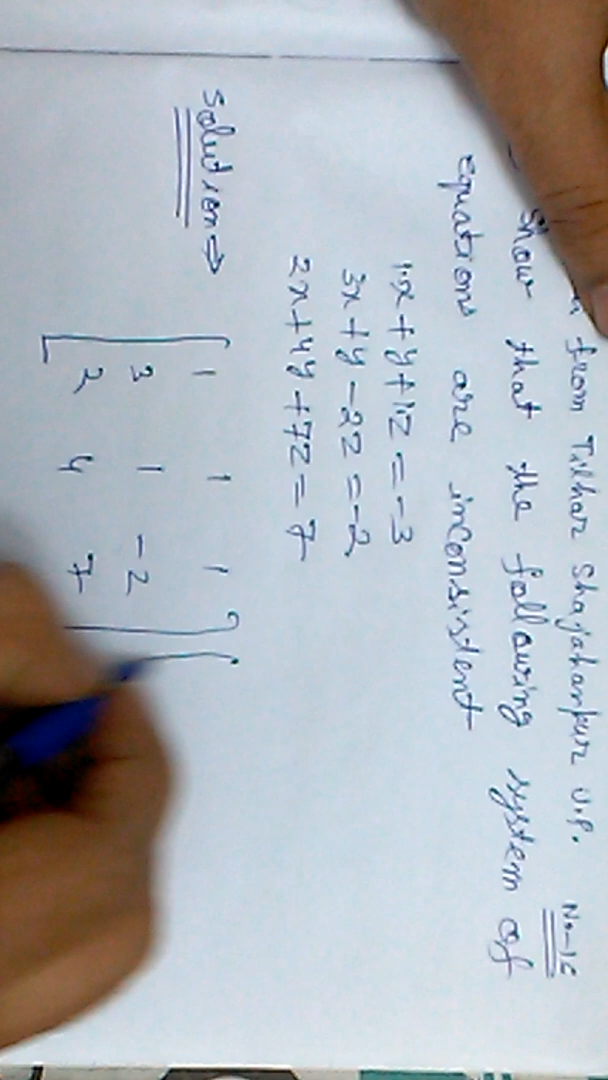 from Tilhar Shajahanpur U.P. No-15
Show that the following system of
equations are inconsistent
1·x+y+1z=-3
3x+y-2z=-2
2x+4y+7z=7
Solution⇒
1 1 1
3 1 -2
2 4 7